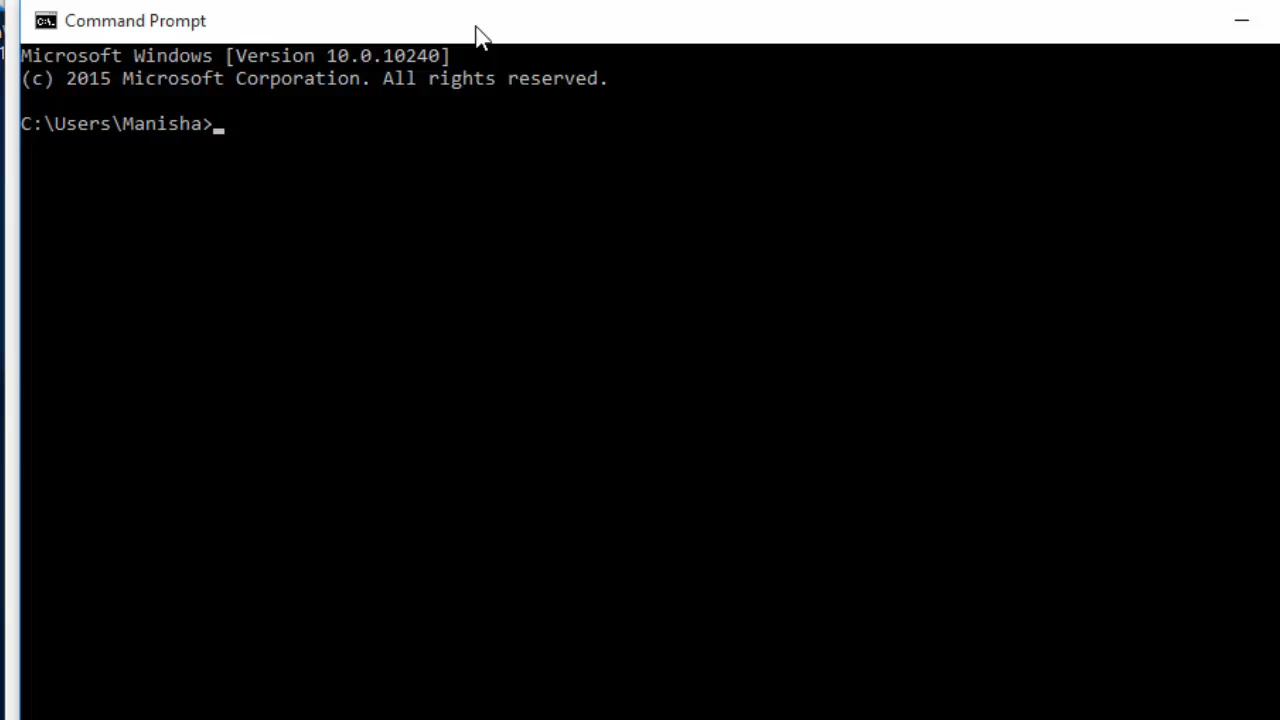 Command Prompt
Microsoft Windows [Version 10.0.10240]
(c) 2015 Microsoft Corporation. All rights reserved.
C:\Users\Manisha>